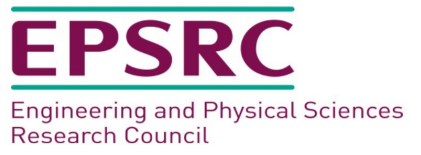 EPSRC
Engineering and Physical Sciences
Research Council